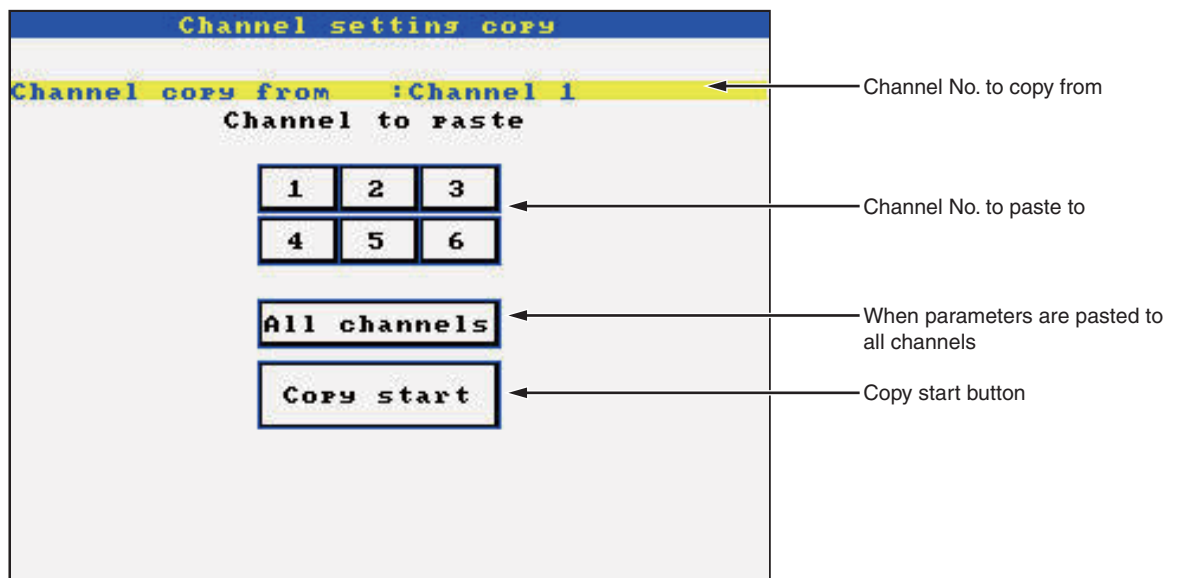 Channel setting copy
Channel copy from :Channel 1
Channel No. to copy from
Channel to paste
1 2 3
Channel No. to paste to
4 5 6
All channels
When parameters are pasted to
all channels
Copy start
Copy start button